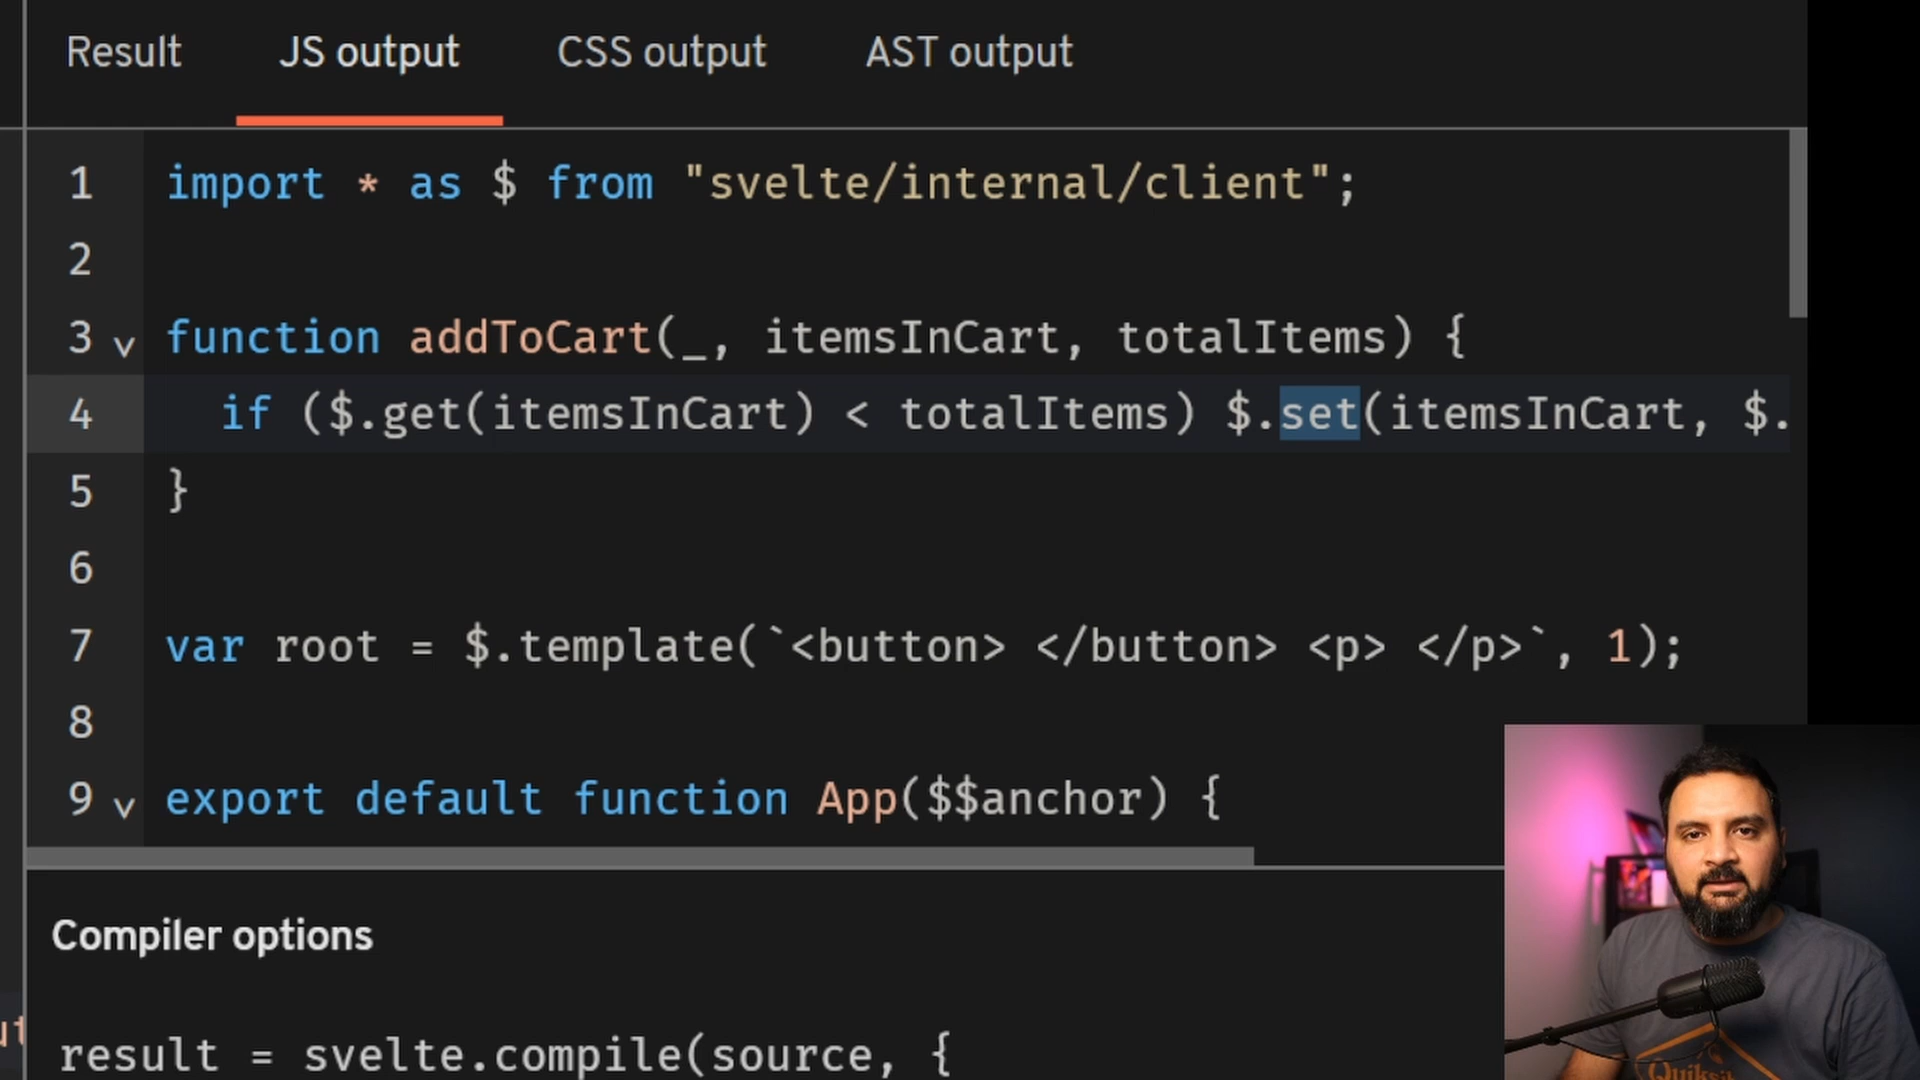 Result JS output CSS output AST output
1 import * as $ from "svelte/internal/client";
2
3 function addToCart(_, itemsInCart, totalItems) {
4 if ($.get(itemsInCart) < totalItems) $.set(itemsInCart, $.
5 }
6
7 var root = $.template(`<button> </button> <p> </p>`, 1);
8
9 export default function App($$anchor) {
Compiler options
ut
result = svelte.compile(source, {